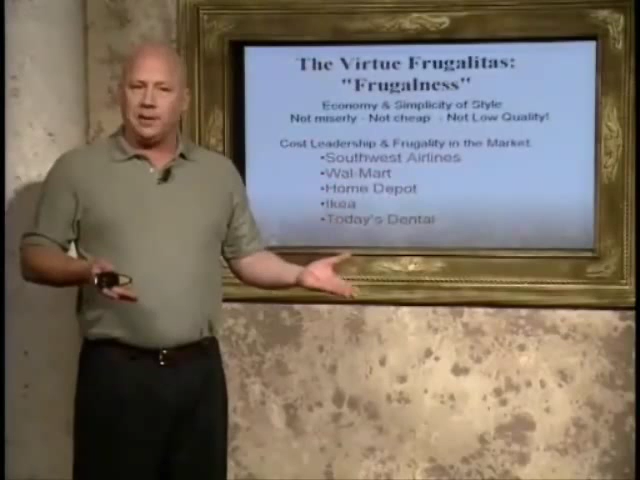 The Virtue Frugalitas:
"Frugalness"
Economy & Simplicity of Style
Not miserly - Not cheap - Not Low Quality!
Cost Leadership & Frugality in the Market
•Southwest Airlines
•Wal-Mart
•Home Depot
•Ikea
•Today's Dental